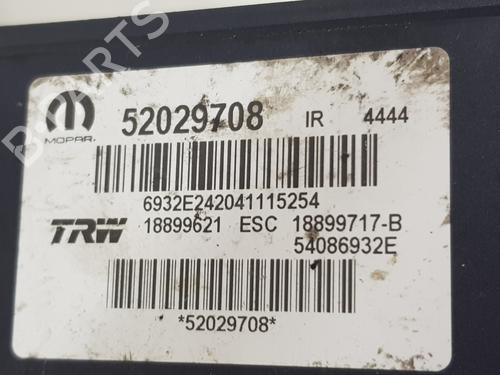 MOPAR 52029708 IR 4444
6932E242041115254
TRW 18899621 ESC 18899717-B
54086932E
*52029708*
BPARTS